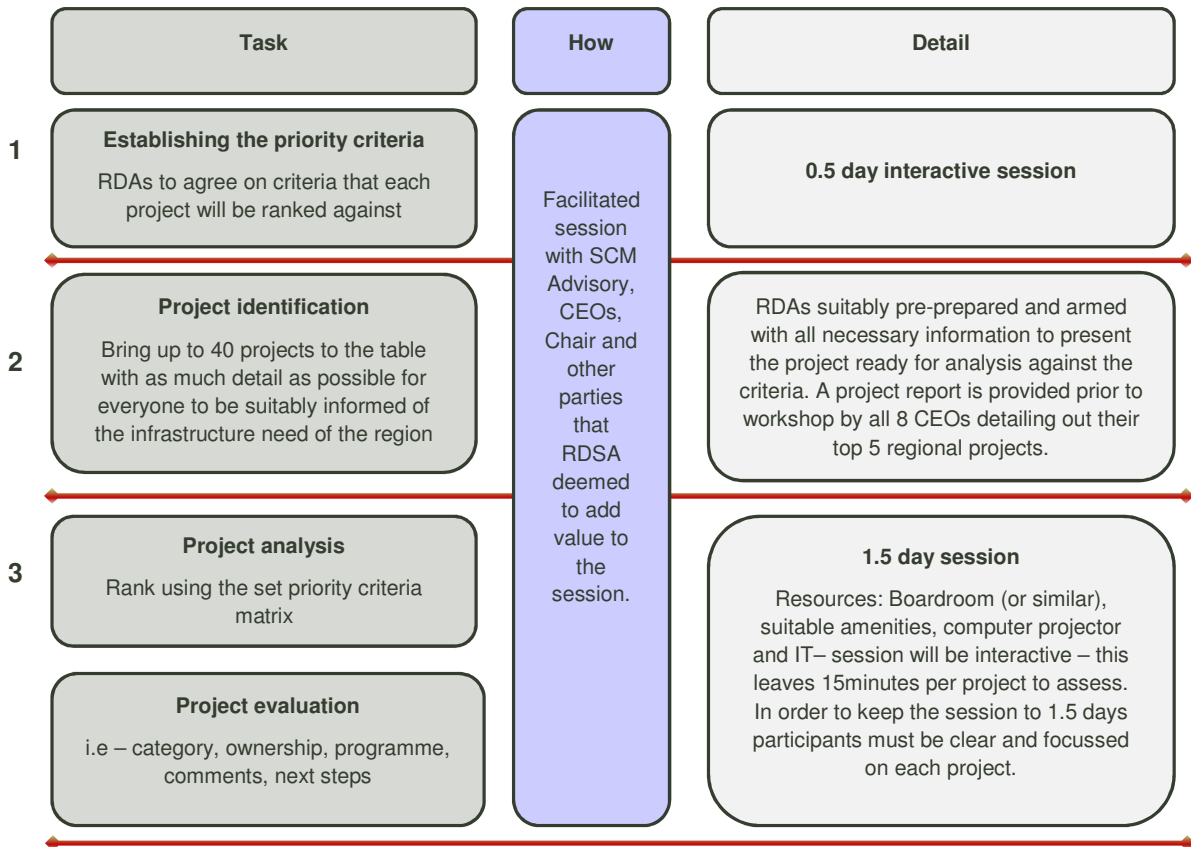 Task
How
Detail
1
Establishing the priority criteria
RDAs to agree on criteria that each
project will be ranked against
Facilitated
session
with SCM
Advisory,
CEOs,
Chair and
other
parties
that
RDSA
deemed
to add
value to
the
session.
0.5 day interactive session
2
Project identification
Bring up to 40 projects to the table
with as much detail as possible for
everyone to be suitably informed of
the infrastructure need of the region
RDAs suitably pre-prepared and armed
with all necessary information to present
the project ready for analysis against the
criteria. A project report is provided prior to
workshop by all 8 CEOs detailing out their
top 5 regional projects.
3
Project analysis
Rank using the set priority criteria
matrix
Project evaluation
i.e – category, ownership, programme,
comments, next steps
1.5 day session
Resources: Boardroom (or similar),
suitable amenities, computer projector
and IT– session will be interactive – this
leaves 15minutes per project to assess.
In order to keep the session to 1.5 days
participants must be clear and focussed
on each project.